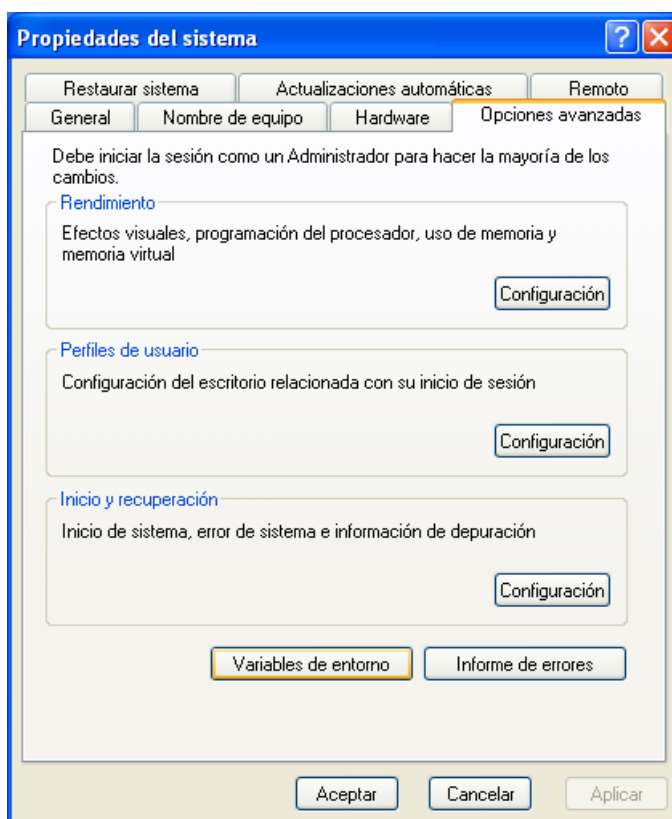 Propiedades del sistema
Restaurar sistema
Actualizaciones automáticas
Remoto
General
Nombre de equipo
Hardware
Opciones avanzadas
Debe iniciar la sesión como un Administrador para hacer la mayoría de los
cambios.
Rendimiento
Efectos visuales, programación del procesador, uso de memoria y
memoria virtual
Configuración
Perfiles de usuario
Configuración del escritorio relacionada con su inicio de sesión
Configuración
Inicio y recuperación
Inicio de sistema, error de sistema e información de depuración
Configuración
Variables de entorno
Informe de errores
Aceptar
Cancelar
Aplicar